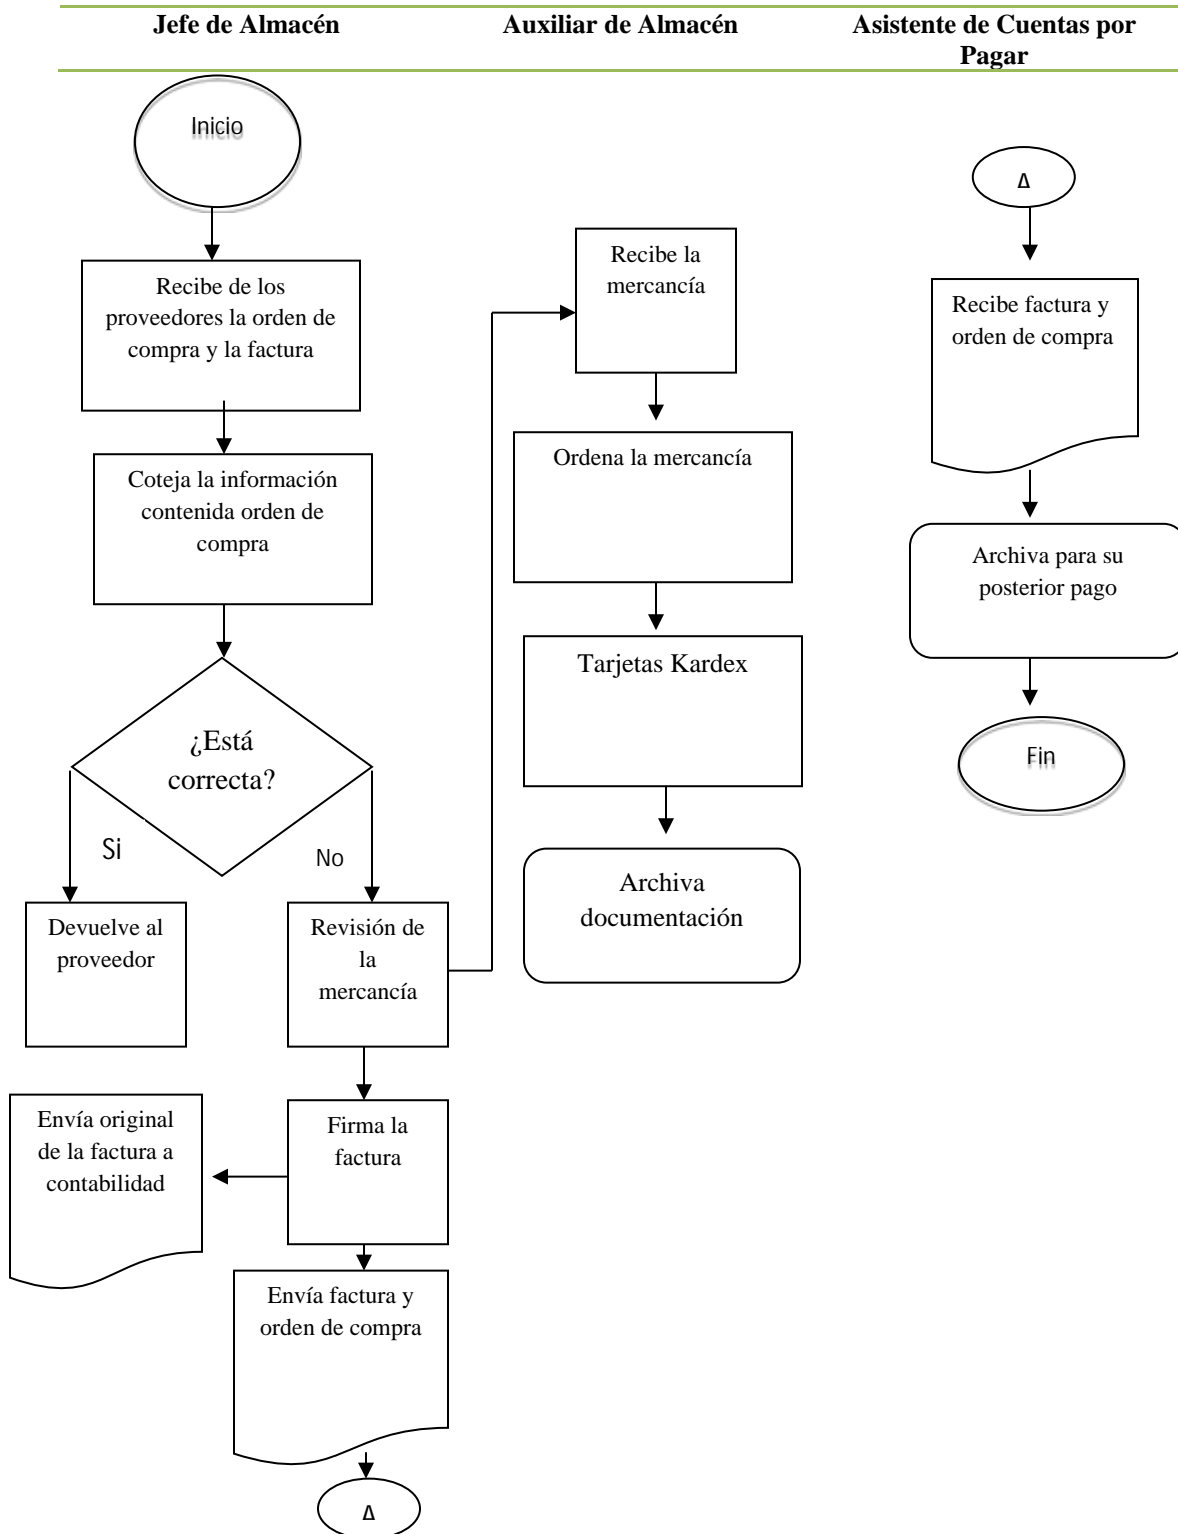 Jefe de Almacén
Auxiliar de Almacén
Asistente de Cuentas por
Pagar
Inicio
Recibe de los
proveedores la orden de
compra y la factura
Coteja la información
contenida orden de
compra
¿Está
correcta?
Si
No
Devuelve al
proveedor
Revisión de
la
mercancía
Envía original
de la factura a
contabilidad
Firma la
factura
Envía factura y
orden de compra
Δ
Recibe la
mercancía
Ordena la mercancía
Tarjetas Kardex
Archiva
documentación
Δ
Recibe factura y
orden de compra
Archiva para su
posterior pago
Fin